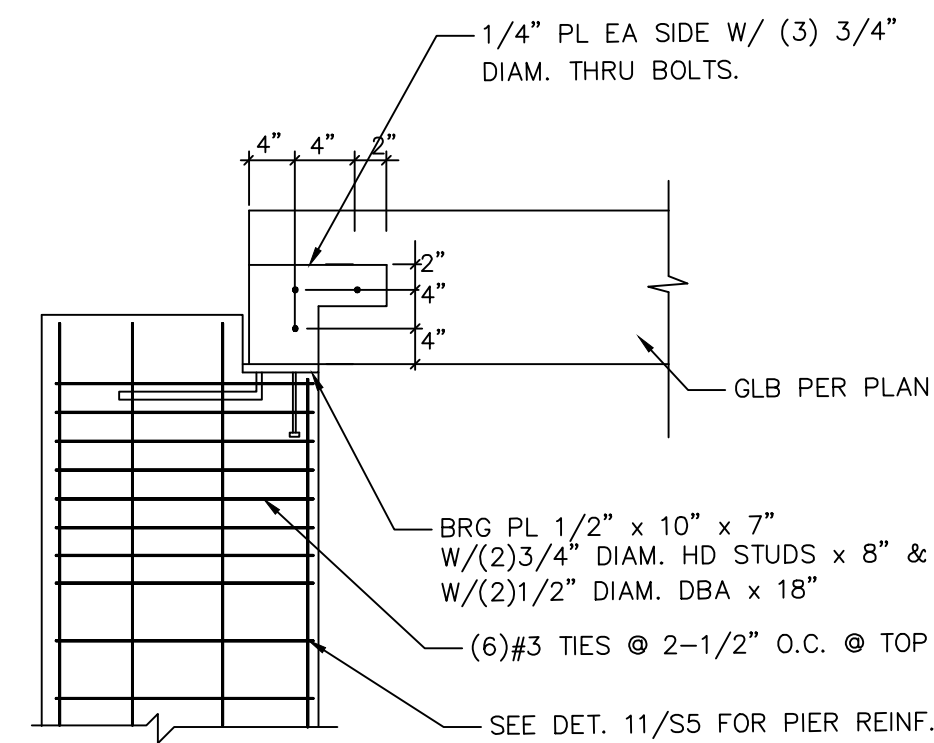 1/4" PL EA SIDE W/ (3) 3/4"
DIAM. THRU BOLTS.
4" 4" 2"
2"
4"
4"
GLB PER PLAN
BRG PL 1/2" x 10" x 7"
W/(2)3/4" DIAM. HD STUDS x 8" &
W/(2)1/2" DIAM. DBA x 18"
(6)#3 TIES @ 2-1/2" O.C. @ TOP
SEE DET. 11/S5 FOR PIER REINF.